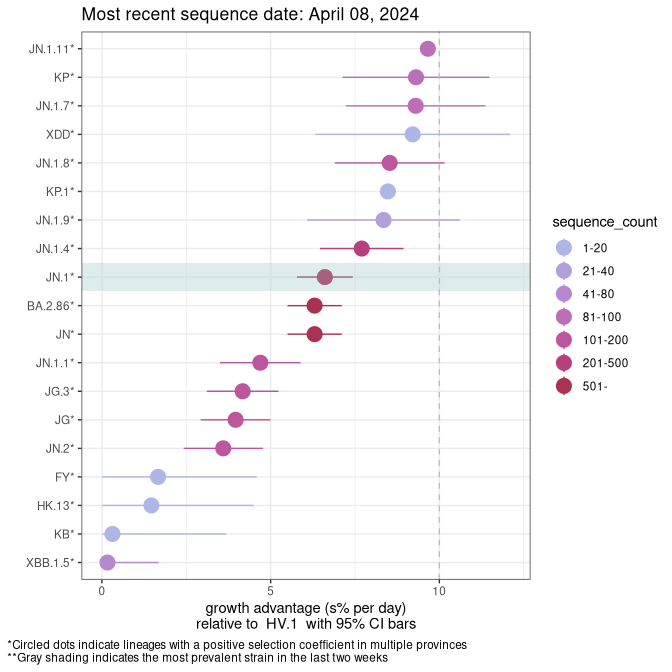 Most recent sequence date: April 08, 2024
JN.1.11*
KP*
JN.1.7*
XDD*
JN.1.8*
KP.1*
JN.1.9*
JN.1.4*
JN.1*
BA.2.86*
JN*
JN.1.1*
JG.3*
JG*
JN.2*
FY*
HK.13*
KB*
XBB.1.5*
0 5 10
growth advantage (s% per day)
relative to HV.1 with 95% CI bars
sequence_count
1-20
21-40
41-80
81-100
101-200
201-500
501-
*Circled dots indicate lineages with a positive selection coefficient in multiple provinces
**Gray shading indicates the most prevalent strain in the last two weeks